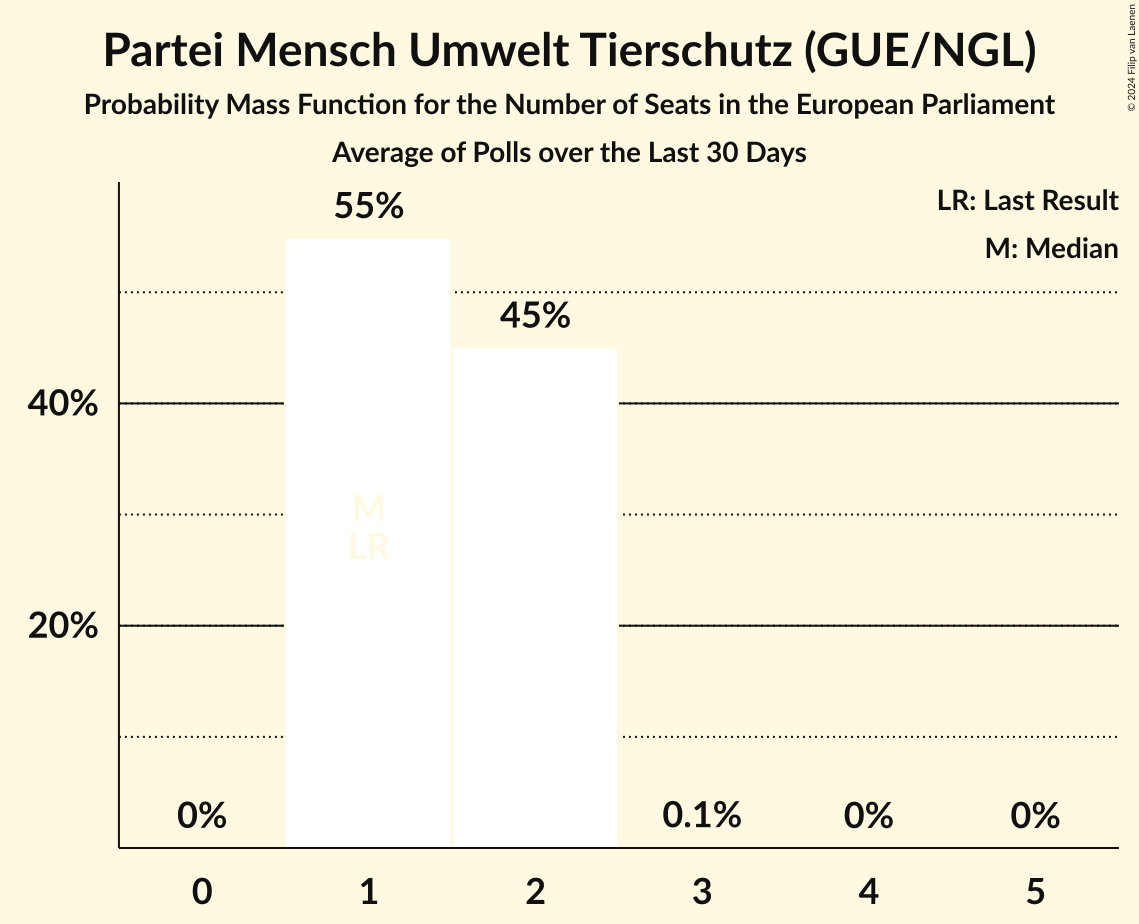 Partei Mensch Umwelt Tierschutz (GUE/NGL)
Probability Mass Function for the Number of Seats in the European Parliament
Average of Polls over the Last 30 Days
© 2024 Filip van Laenen
LR: Last Result
M: Median
55%
45%
40%
M
LR
20%
0%
0.1%
0%
0%
0
1
2
3
4
5